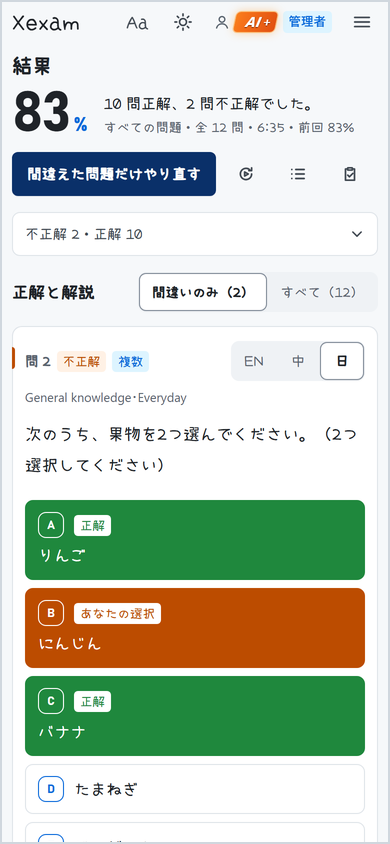 Xexam Aa AI+ 管理者
結果
83%
10 問正解、2 問不正解でした。
すべての問題・全 12 問・6:35・前回 83%
間違えた問題だけやり直す
不正解 2・正解 10
正解と解説
間違いのみ（2）
すべて（12）
問 2 不正解 複数
EN 中 日
General knowledge·Everyday
次のうち、果物を2つ選んでください。（2つ
選択してください）
A 正解
りんご
B あなたの選択
にんじん
C 正解
バナナ
D たまねぎ